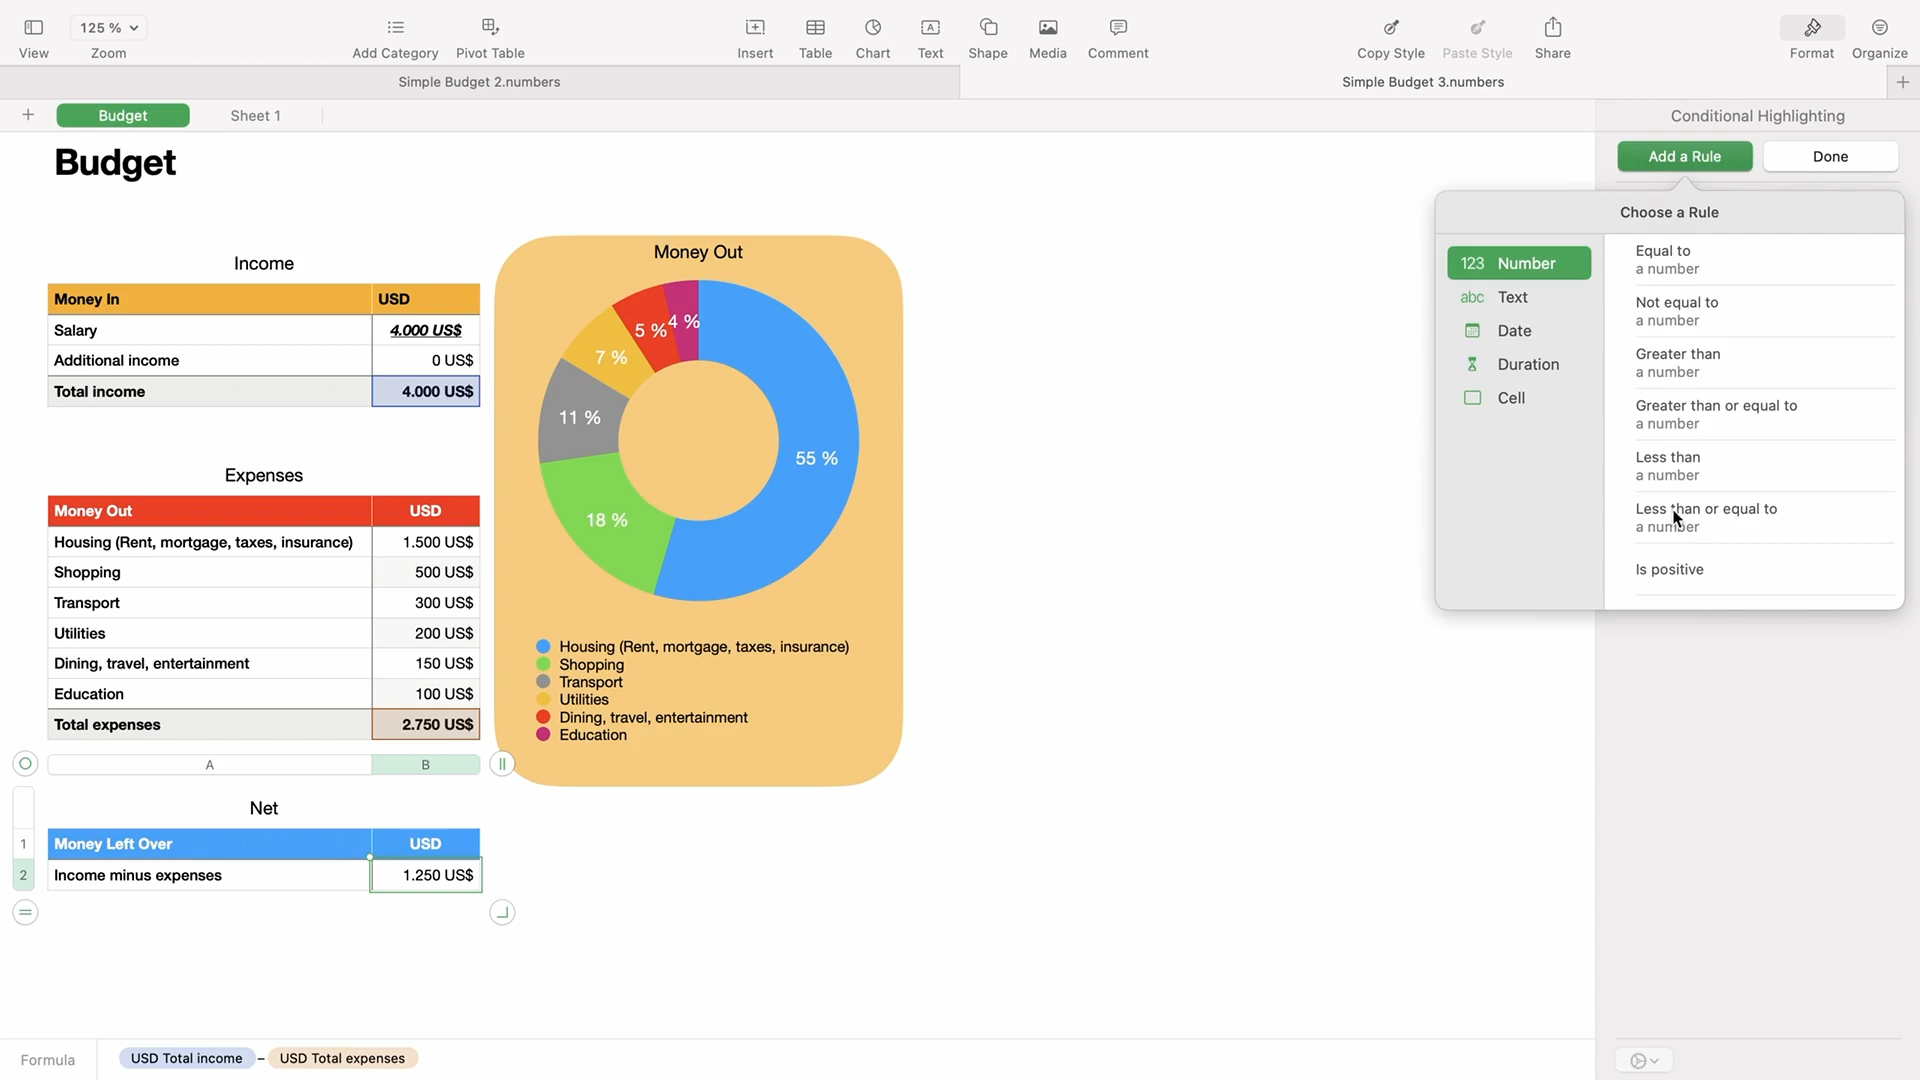 View
125 %
Zoom
Add Category
Pivot Table
Insert
Table
Chart
Text
Shape
Media
Comment
Copy Style
Paste Style
Share
Format
Organize
Simple Budget 2.numbers
Simple Budget 3.numbers
Budget
Sheet 1
Conditional Highlighting
Add a Rule
Done
Budget
Income
Money In USD
Salary 4.000 US$
Additional income 0 US$
Total income 4.000 US$
Expenses
Money Out USD
Housing (Rent, mortgage, taxes, insurance) 1.500 US$
Shopping 500 US$
Transport 300 US$
Utilities 200 US$
Dining, travel, entertainment 150 US$
Education 100 US$
Total expenses 2.750 US$
A B
Net
1 Money Left Over USD
2 Income minus expenses 1.250 US$
Money Out
4 %
5 %
7 %
11 %
55 %
18 %
Housing (Rent, mortgage, taxes, insurance)
Shopping
Transport
Utilities
Dining, travel, entertainment
Education
Choose a Rule
123 Number
abc Text
Date
Duration
Cell
Equal to
a number
Not equal to
a number
Greater than
a number
Greater than or equal to
a number
Less than
a number
Less than or equal to
a number
Is positive
Formula
USD Total income – USD Total expenses